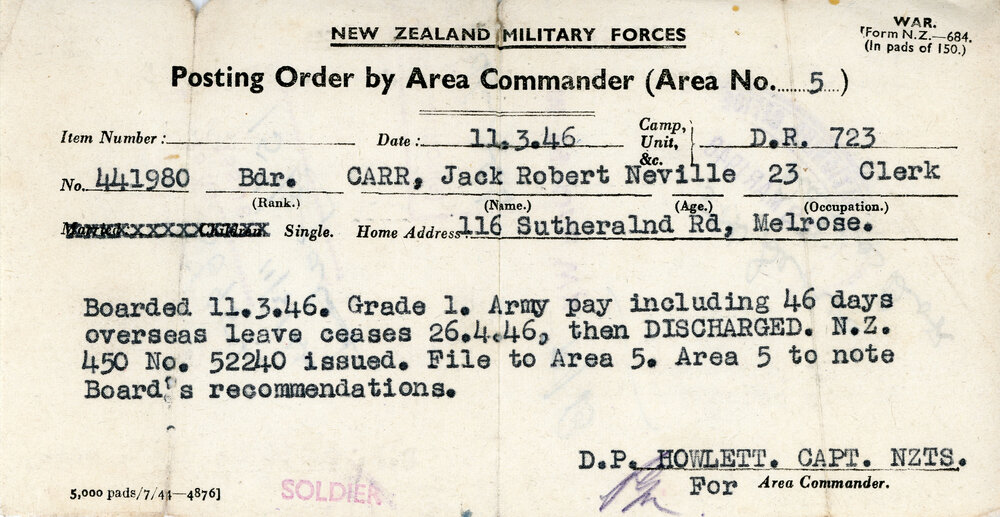 WAR.
[Form N.Z.—684.
(In pads of 150.)
NEW ZEALAND MILITARY FORCES
Posting Order by Area Commander (Area No. 5 )
Item Number: Date: 11.3.46 Camp, Unit, &c. D.R. 723
No. 441980 Bdr. CARR, Jack Robert Neville 23 Clerk
(Rank.) (Name.) (Age.) (Occupation.)
Single. Home Address 116 Sutheralnd Rd, Melrose.
Boarded 11.3.46. Grade 1. Army pay including 46 days
overseas leave ceases 26.4.46, then DISCHARGED. N.Z.
450 No. 52240 issued. File to Area 5. Area 5 to note
Board's recommendations.
D.P. HOWLETT. CAPT. NZTS.
For Area Commander.
5,000 pads/7/44—4876]
SOLDIER